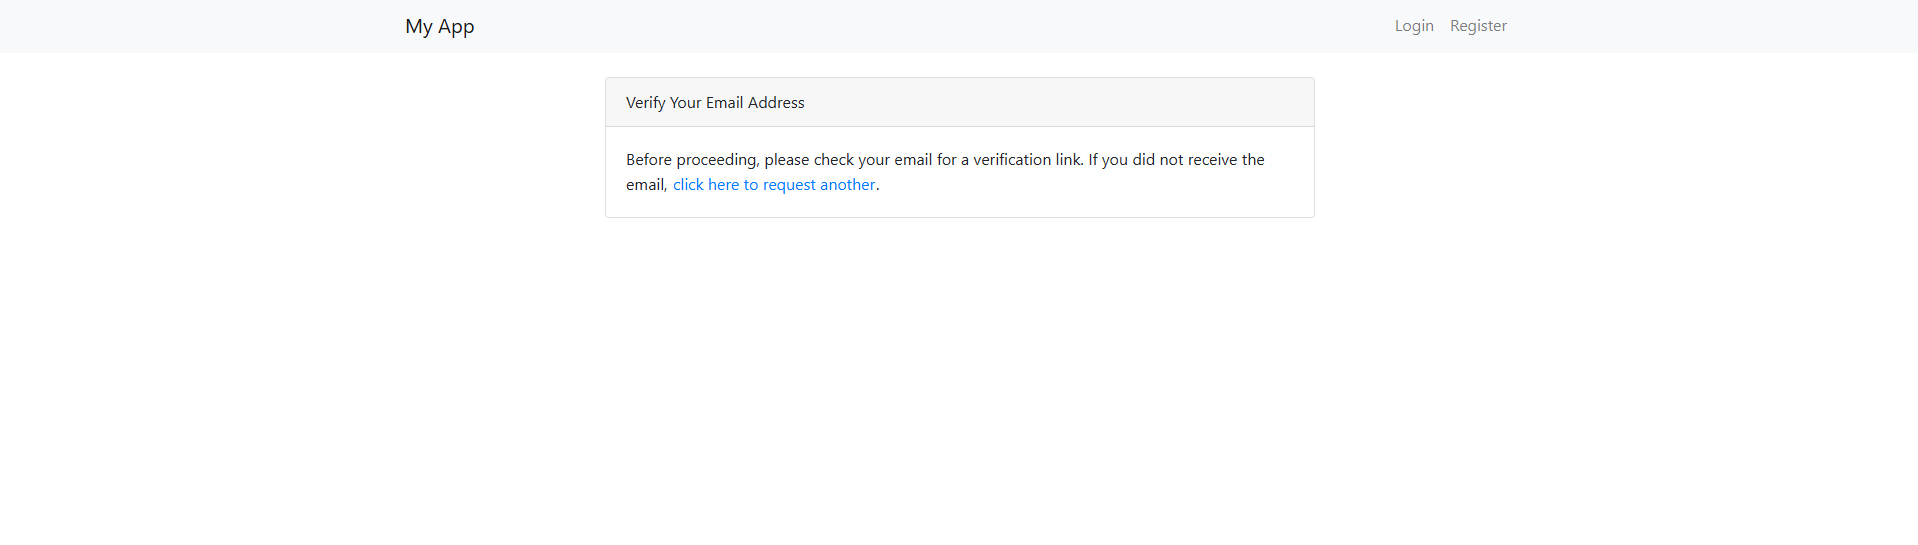 My App
Login Register
Verify Your Email Address
Before proceeding, please check your email for a verification link. If you did not receive the
email, click here to request another.